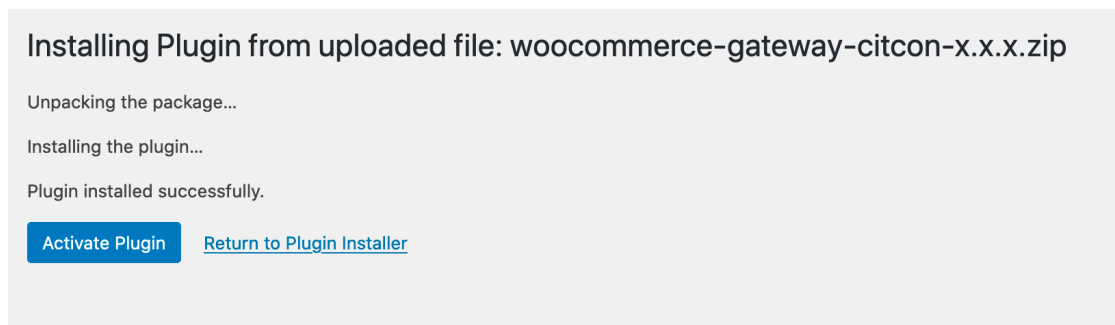 Installing Plugin from uploaded file: woocommerce-gateway-citcon-x.x.x.zip
Unpacking the package...
Installing the plugin...
Plugin installed successfully.
Activate Plugin Return to Plugin Installer